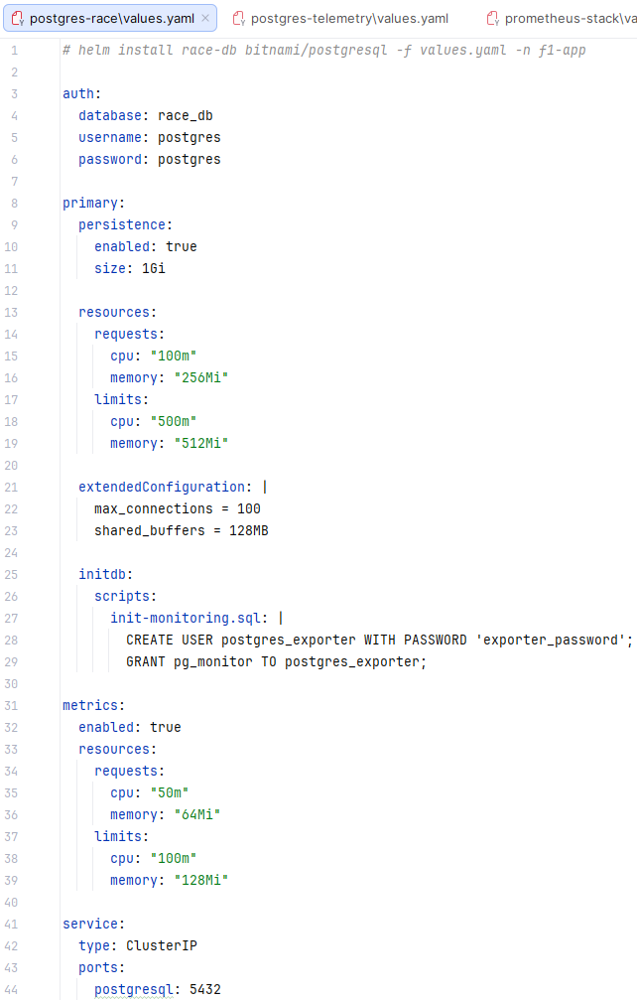 postgres-race\values.yaml × postgres-telemetry\values.yaml prometheus-stack\va
1 # helm install race-db bitnami/postgresql -f values.yaml -n f1-app
2
3 auth:
4   database: race_db
5   username: postgres
6   password: postgres
7
8 primary:
9   persistence:
10     enabled: true
11     size: 1Gi
12
13   resources:
14     requests:
15       cpu: "100m"
16       memory: "256Mi"
17     limits:
18       cpu: "500m"
19       memory: "512Mi"
20
21   extendedConfiguration: |
22     max_connections = 100
23     shared_buffers = 128MB
24
25   initdb:
26     scripts:
27       init-monitoring.sql: |
28         CREATE USER postgres_exporter WITH PASSWORD 'exporter_password';
29         GRANT pg_monitor TO postgres_exporter;
30
31 metrics:
32   enabled: true
33   resources:
34     requests:
35       cpu: "50m"
36       memory: "64Mi"
37     limits:
38       cpu: "100m"
39       memory: "128Mi"
40
41 service:
42   type: ClusterIP
43   ports:
44     postgresql: 5432